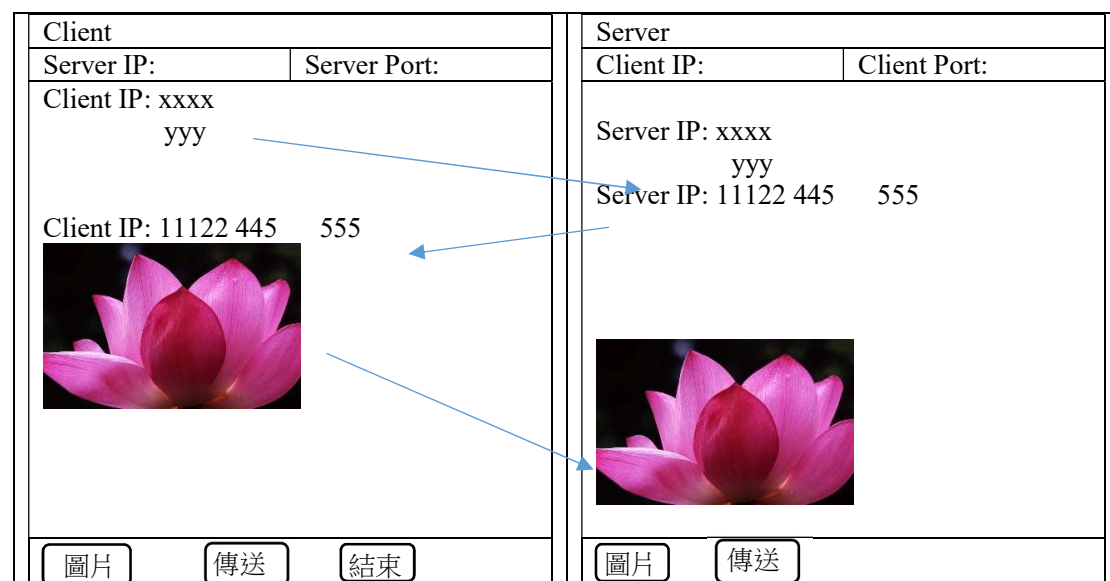 Client
Server IP: Server Port:
Client IP: xxxx
yyy
Client IP: 11122 445 555
圖片 傳送 結束
Server
Client IP: Client Port:
Server IP: xxxx
yyy
Server IP: 11122 445 555
圖片 傳送